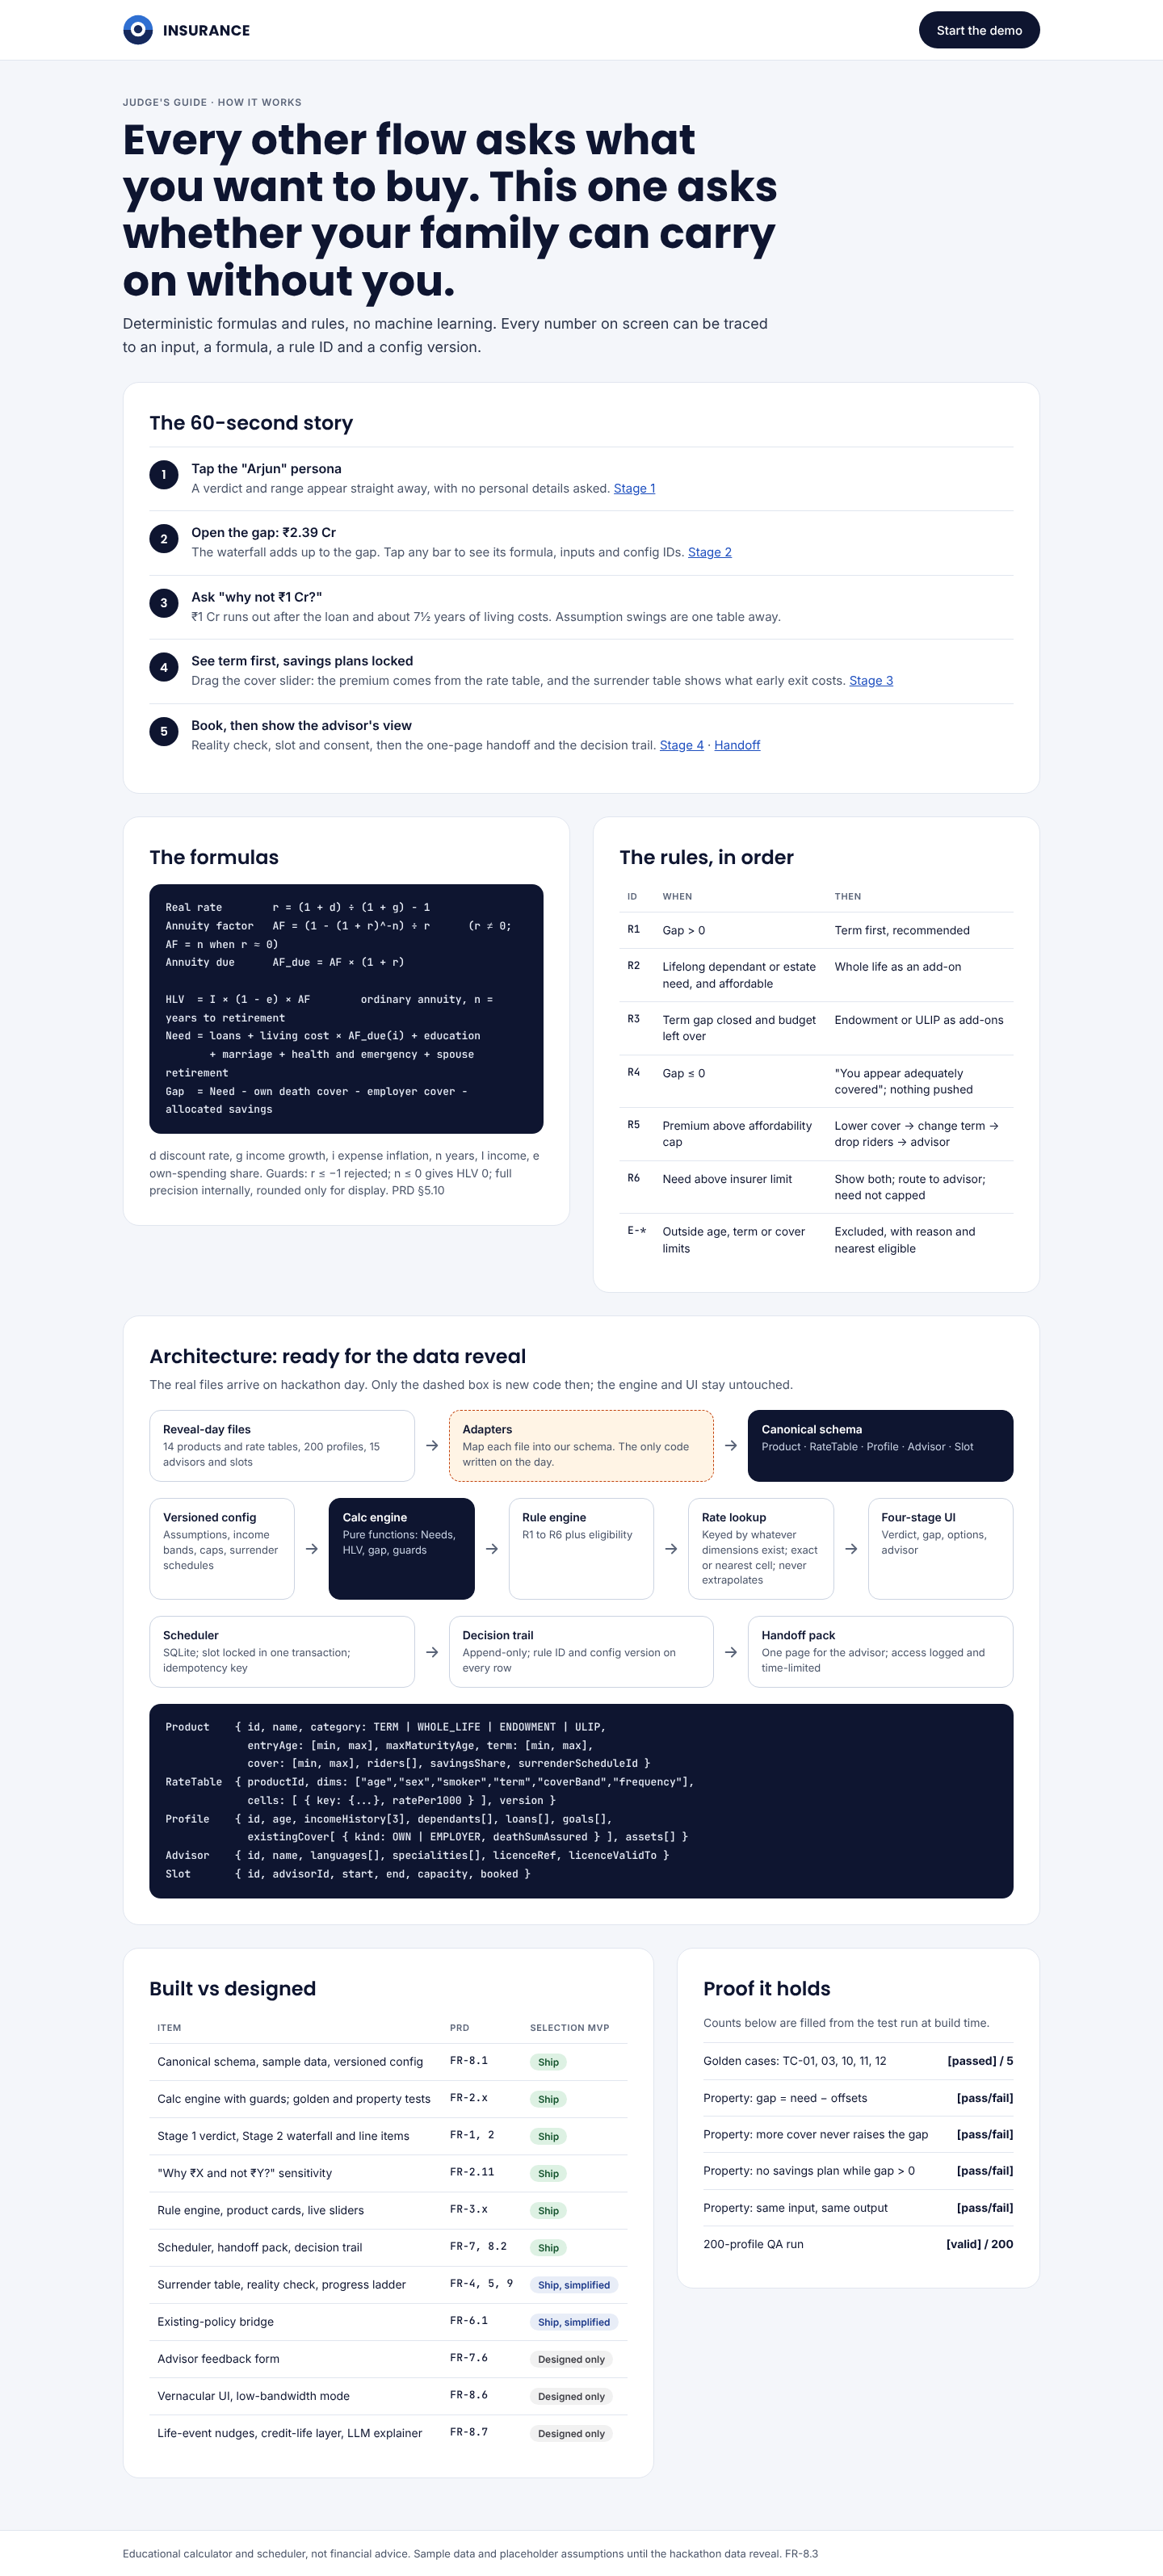 INSURANCE
Start the demo
JUDGE'S GUIDE · HOW IT WORKS
Every other flow asks what
you want to buy. This one asks
whether your family can carry
on without you.
Deterministic formulas and rules, no machine learning. Every number on screen can be traced
to an input, a formula, a rule ID and a config version.
The 60-second story
1
Tap the "Arjun" persona
A verdict and range appear straight away, with no personal details asked. Stage 1
2
Open the gap: ₹2.39 Cr
The waterfall adds up to the gap. Tap any bar to see its formula, inputs and config IDs. Stage 2
3
Ask "why not ₹1 Cr?"
₹1 Cr runs out after the loan and about 7½ years of living costs. Assumption swings are one table away.
4
See term first, savings plans locked
Drag the cover slider: the premium comes from the rate table, and the surrender table shows what early exit costs. Stage 3
5
Book, then show the advisor's view
Reality check, slot and consent, then the one-page handoff and the decision trail. Stage 4 · Handoff
The formulas
Real rate r = (1 + d) ÷ (1 + g) - 1
Annuity factor AF = (1 - (1 + r)^-n) ÷ r (r ≠ 0;
AF = n when r = 0)
Annuity due AF_due = AF × (1 + r)
HLV = I × (1 - e) × AF ordinary annuity, n =
years to retirement
Need = loans + living cost × AF_due(i) + education
+ marriage + health and emergency + spouse
retirement
Gap = Need - own death cover - employer cover -
allocated savings
d discount rate, g income growth, i expense inflation, n years, I income, e
own-spending share. Guards: r ≤ −1 rejected; n ≤ 0 gives HLV 0; full
precision internally, rounded only for display. PRD §5.10
The rules, in order
ID WHEN THEN
R1 Gap > 0 Term first, recommended
R2 Lifelong dependant or estate need, and affordable Whole life as an add-on
R3 Term gap closed and budget left over Endowment or ULIP as add-ons
R4 Gap ≤ 0 "You appear adequately covered"; nothing pushed
R5 Premium above affordability cap Lower cover → change term → drop riders → advisor
R6 Need above insurer limit Show both; route to advisor; need not capped
E-* Outside age, term or cover limits Excluded, with reason and nearest eligible
Architecture: ready for the data reveal
The real files arrive on hackathon day. Only the dashed box is new code then; the engine and UI stay untouched.
Reveal-day files
14 products and rate tables, 200 profiles, 15
advisors and slots
→
Adapters
Map each file into our schema. The only code
written on the day.
→
Canonical schema
Product · RateTable · Profile · Advisor · Slot
Versioned config
Assumptions, income
bands, caps, surrender
schedules
→
Calc engine
Pure functions: Needs,
HLV, gap, guards
→
Rule engine
R1 to R6 plus eligibility
→
Rate lookup
Keyed by whatever
dimensions exist; exact
or nearest cell; never
extrapolates
→
Four-stage UI
Verdict, gap, options,
advisor
Scheduler
SQLite; slot locked in one transaction;
idempotency key
→
Decision trail
Append-only; rule ID and config version on
every row
→
Handoff pack
One page for the advisor; access logged and
time-limited
Product { id, name, category: TERM | WHOLE_LIFE | ENDOWMENT | ULIP,
entryAge: [min, max], maxMaturityAge, term: [min, max],
cover: [min, max], riders[], savingsShare, surrenderScheduleId }
RateTable { productId, dims: ["age","sex","smoker","term","coverBand","frequency"],
cells: [ { key: {...}, ratePer1000 } ], version }
Profile { id, age, incomeHistory[3], dependants[], loans[], goals[],
existingCover[ { kind: OWN | EMPLOYER, deathSumAssured } ], assets[] }
Advisor { id, name, languages[], specialities[], licenceRef, licenceValidTo }
Slot { id, advisorId, start, end, capacity, booked }
Built vs designed
ITEM PRD SELECTION MVP
Canonical schema, sample data, versioned config FR-8.1 Ship
Calc engine with guards; golden and property tests FR-2.x Ship
Stage 1 verdict, Stage 2 waterfall and line items FR-1, 2 Ship
"Why ₹X and not ₹Y?" sensitivity FR-2.11 Ship
Rule engine, product cards, live sliders FR-3.x Ship
Scheduler, handoff pack, decision trail FR-7, 8.2 Ship
Surrender table, reality check, progress ladder FR-4, 5, 9 Ship, simplified
Existing-policy bridge FR-6.1 Ship, simplified
Advisor feedback form FR-7.6 Designed only
Vernacular UI, low-bandwidth mode FR-8.6 Designed only
Life-event nudges, credit-life layer, LLM explainer FR-8.7 Designed only
Proof it holds
Counts below are filled from the test run at build time.
Golden cases: TC-01, 03, 10, 11, 12 [passed] / 5
Property: gap = need − offsets [pass/fail]
Property: more cover never raises the gap [pass/fail]
Property: no savings plan while gap > 0 [pass/fail]
Property: same input, same output [pass/fail]
200-profile QA run [valid] / 200
Educational calculator and scheduler, not financial advice. Sample data and placeholder assumptions until the hackathon data reveal. FR-8.3